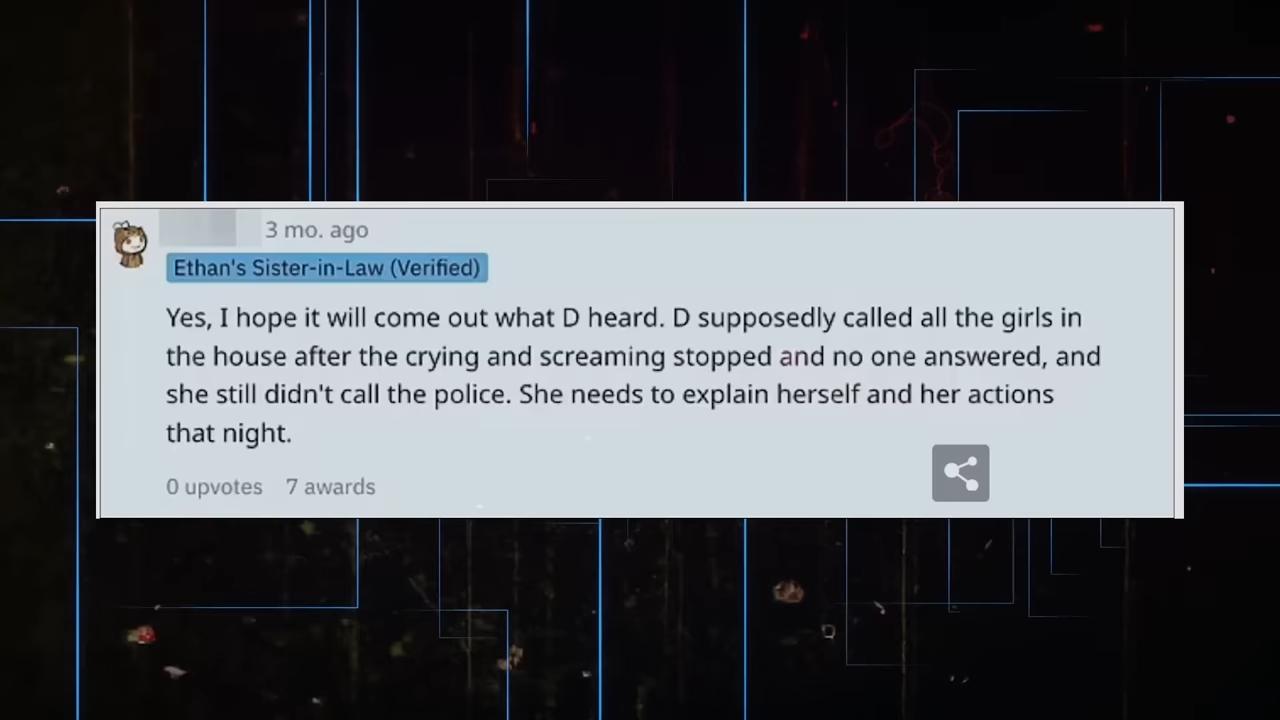 3 mo. ago
Ethan's Sister-in-Law (Verified)
Yes, I hope it will come out what D heard. D supposedly called all the girls in
the house after the crying and screaming stopped and no one answered, and
she still didn't call the police. She needs to explain herself and her actions
that night.
0 upvotes 7 awards